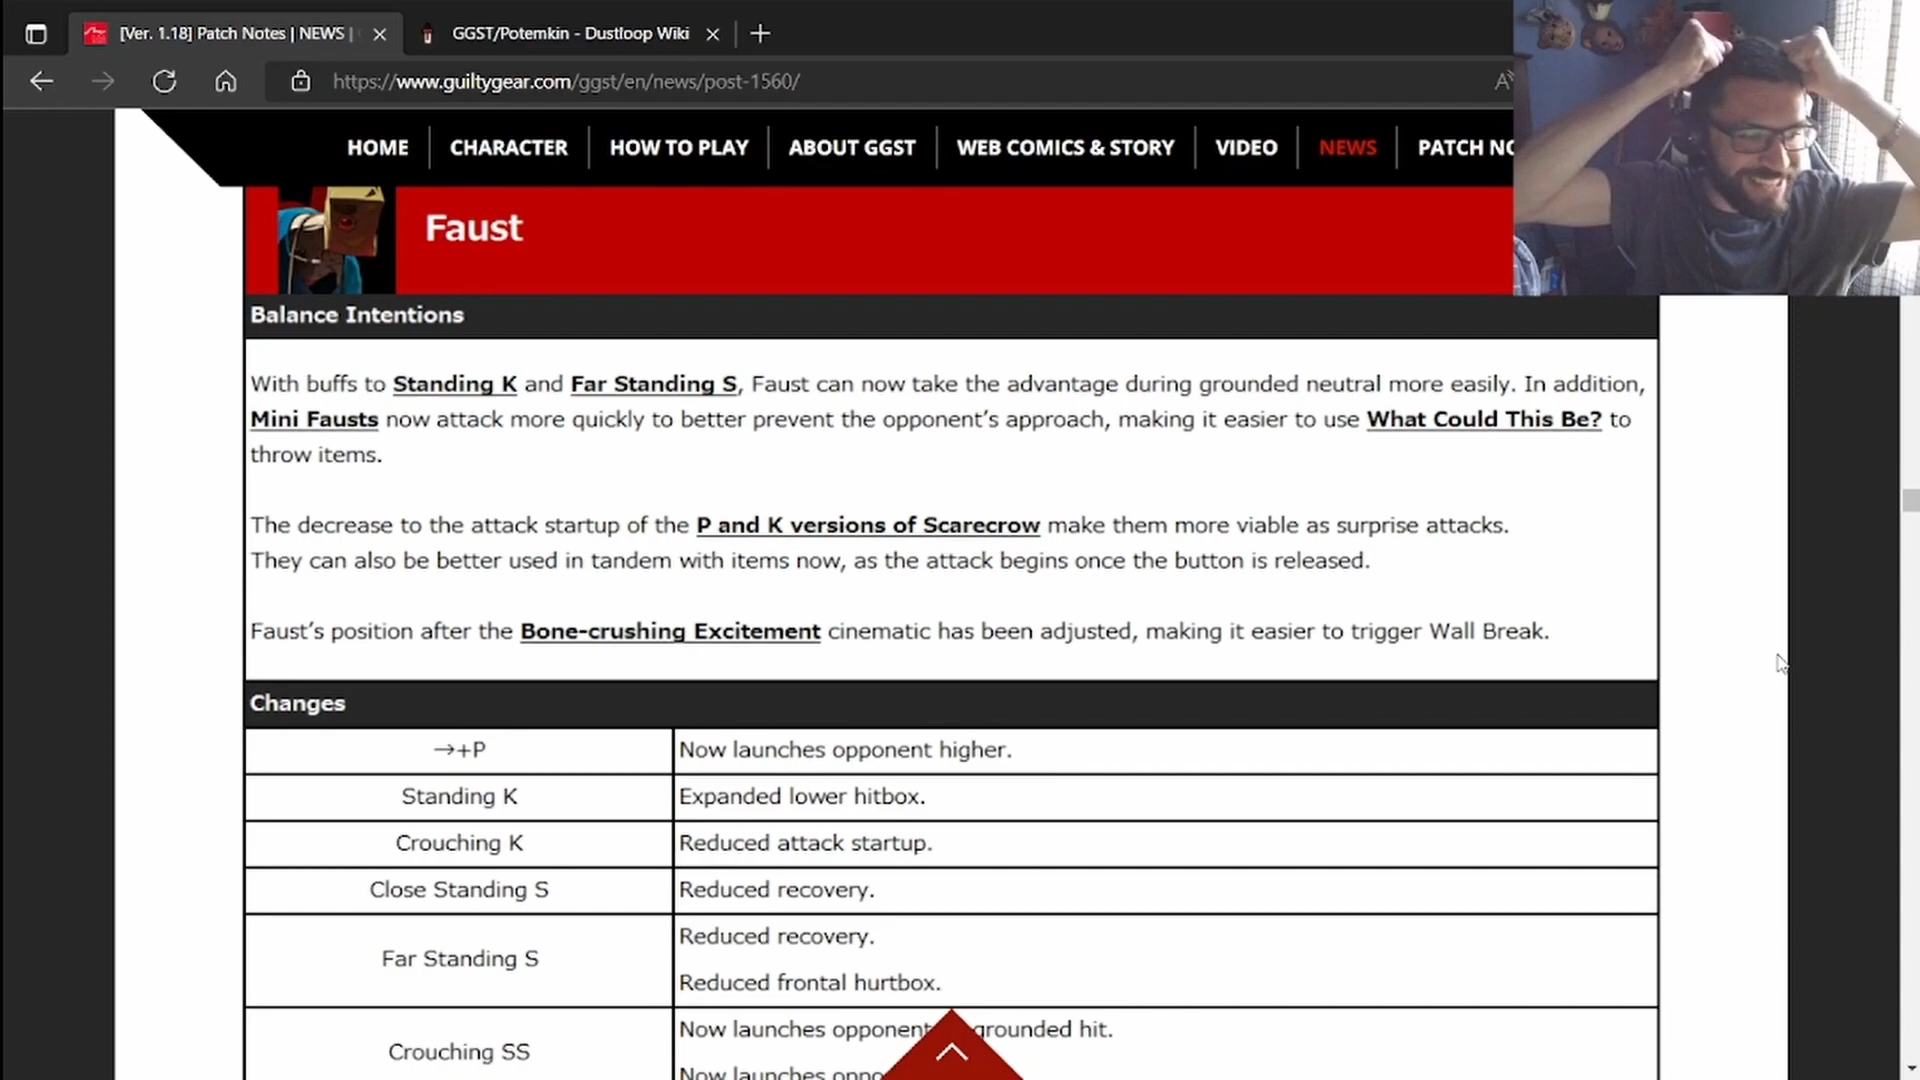 [Ver. 1.18] Patch Notes | NEWS |
GGST/Potemkin - Dustloop Wiki
https://www.guiltygear.com/ggst/en/news/post-1560/
HOME
CHARACTER
HOW TO PLAY
ABOUT GGST
WEB COMICS & STORY
VIDEO
NEWS
PATCH NO
Faust
Balance Intentions
With buffs to Standing K and Far Standing S, Faust can now take the advantage during grounded neutral more easily. In addition,
Mini Fausts now attack more quickly to better prevent the opponent’s approach, making it easier to use What Could This Be? to
throw items.
The decrease to the attack startup of the P and K versions of Scarecrow make them more viable as surprise attacks.
They can also be better used in tandem with items now, as the attack begins once the button is released.
Faust’s position after the Bone-crushing Excitement cinematic has been adjusted, making it easier to trigger Wall Break.
Changes
→+P
Now launches opponent higher.
Standing K
Expanded lower hitbox.
Crouching K
Reduced attack startup.
Close Standing S
Reduced recovery.
Far Standing S
Reduced recovery.
Reduced frontal hurtbox.
Crouching SS
Now launches opponent grounded hit.
Now launches